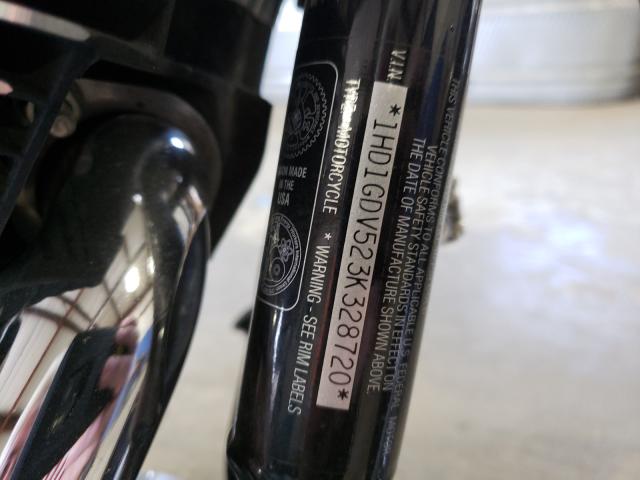 THIS VEHICLE CONFORMS TO ALL APPLICABLE U.S. FEDERAL MOTOR
VEHICLE SAFETY STANDARDS IN EFFECT ON
THE DATE OF MANUFACTURE SHOWN ABOVE
V.I.N.
*1HD1GDV523K328720*
TYPE: MOTORCYCLE * WARNING - SEE RIM LABELS
MADE
IN THE
USA